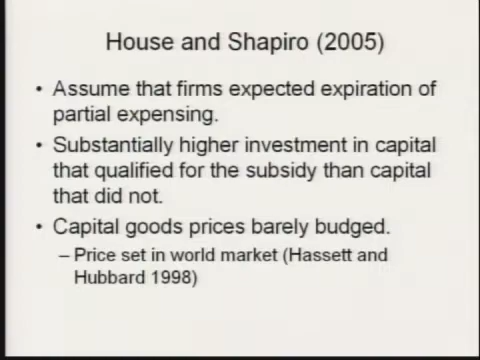 House and Shapiro (2005)
• Assume that firms expected expiration of
partial expensing.
• Substantially higher investment in capital
that qualified for the subsidy than capital
that did not.
• Capital goods prices barely budged.
– Price set in world market (Hassett and
Hubbard 1998)